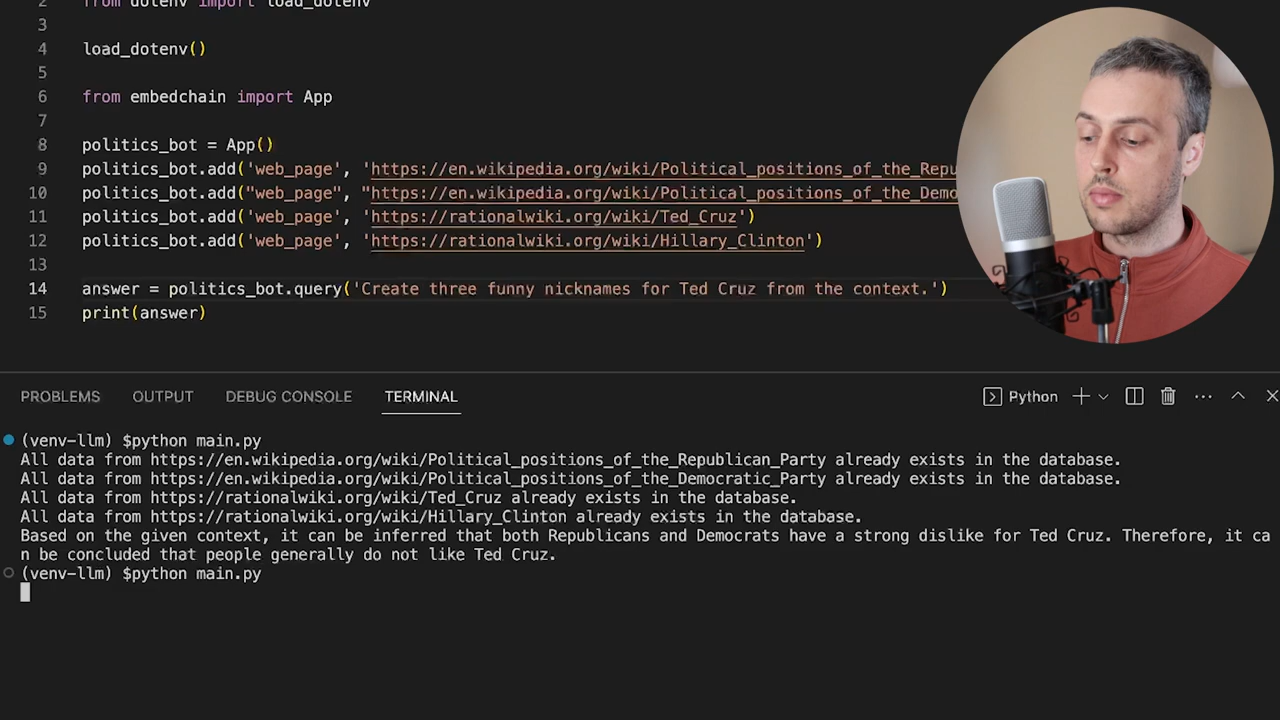 2 from dotenv import load_dotenv
3
4 load_dotenv()
5
6 from embedchain import App
7
8 politics_bot = App()
9 politics_bot.add('web_page', 'https://en.wikipedia.org/wiki/Political_positions_of_the_Repu
10 politics_bot.add("web_page", "https://en.wikipedia.org/wiki/Political_positions_of_the_Demo
11 politics_bot.add('web_page', 'https://rationalwiki.org/wiki/Ted_Cruz')
12 politics_bot.add('web_page', 'https://rationalwiki.org/wiki/Hillary_Clinton')
13
14 answer = politics_bot.query('Create three funny nicknames for Ted Cruz from the context.')
15 print(answer)
PROBLEMS OUTPUT DEBUG CONSOLE TERMINAL Python
(venv-llm) $python main.py
All data from https://en.wikipedia.org/wiki/Political_positions_of_the_Republican_Party already exists in the database.
All data from https://en.wikipedia.org/wiki/Political_positions_of_the_Democratic_Party already exists in the database.
All data from https://rationalwiki.org/wiki/Ted_Cruz already exists in the database.
All data from https://rationalwiki.org/wiki/Hillary_Clinton already exists in the database.
Based on the given context, it can be inferred that both Republicans and Democrats have a strong dislike for Ted Cruz. Therefore, it ca
n be concluded that people generally do not like Ted Cruz.
(venv-llm) $python main.py